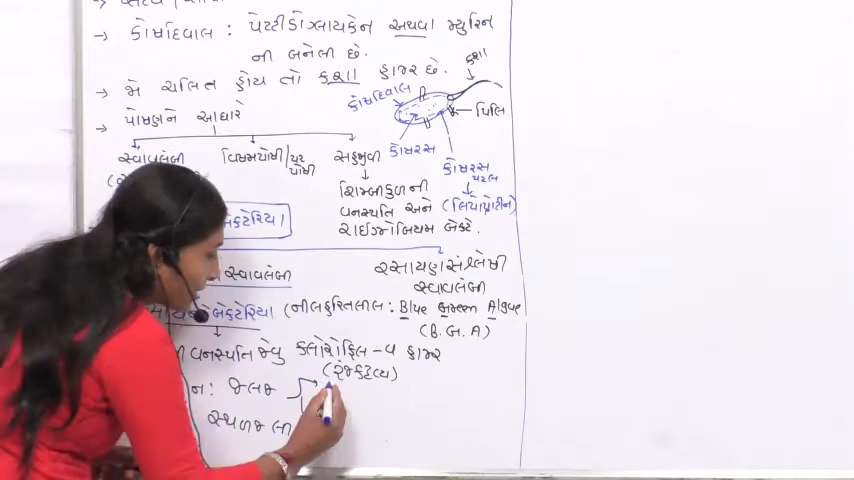 → કોષદિવાલ : પેપ્ટીડોગ્લાયકેન અથવા મ્યુરિન
ની બનેલી છે.
→ જો ચલિત હોય તો કશા હાજર છે.
→ પોષણને આધારે
સ્વાવલંબી
વિષમપોષી/પર
પોષી
સહજીવી
શિમ્બીકુળની
વનસ્પતિ અને
રાઈઝોબિયમ બેક્ટે.
કશા
કોષદિવાલ
પિલિ
કોષરસ
કોષરસ
પટલ
(લિપોપ્રોટીન)
બેક્ટેરિયા
સ્વાવલંબી
રસાયણસંશ્લેષી
સ્વાવલંબી
બેક્ટેરિયા (નીલહરિતલીલ : Blue Green Algae
(B.G.A)
વનસ્પતિ જેવુ ક્લોરોફિલ-a હાજર
(રંજકદ્રવ્ય)
ન : જલજ
સ્થળજ